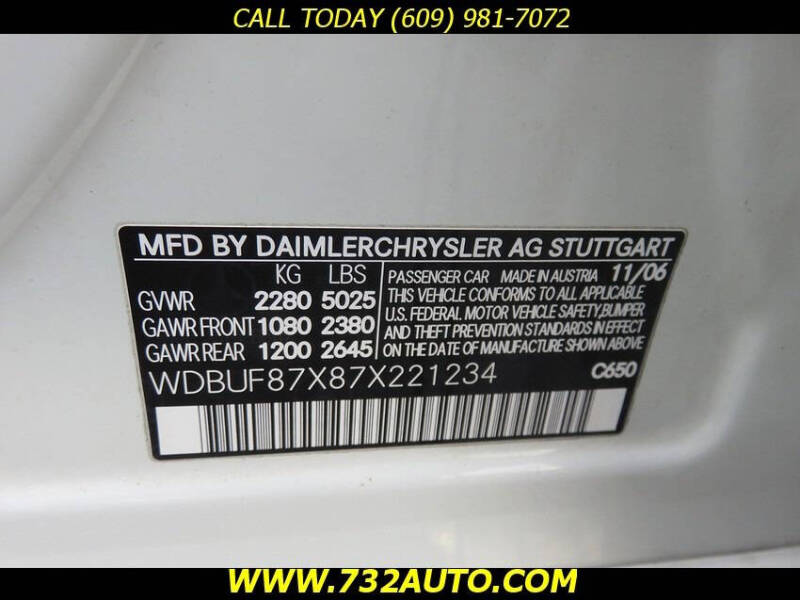 CALL TODAY (609) 981-7072
MFD BY DAIMLERCHRYSLER AG STUTTGART
KG LBS
GVWR 2280 5025
GAWR FRONT 1080 2380
GAWR REAR 1200 2645
PASSENGER CAR MADE IN AUSTRIA 11/06
THIS VEHICLE CONFORMS TO ALL APPLICABLE
U.S. FEDERAL MOTOR VEHICLE SAFETY,BUMPER
AND THEFT PREVENTION STANDARDS IN EFFECT
ON THE DATE OF MANUFACTURE SHOWN ABOVE
WDBUF87X87X221234 C650
WWW.732AUTO.COM